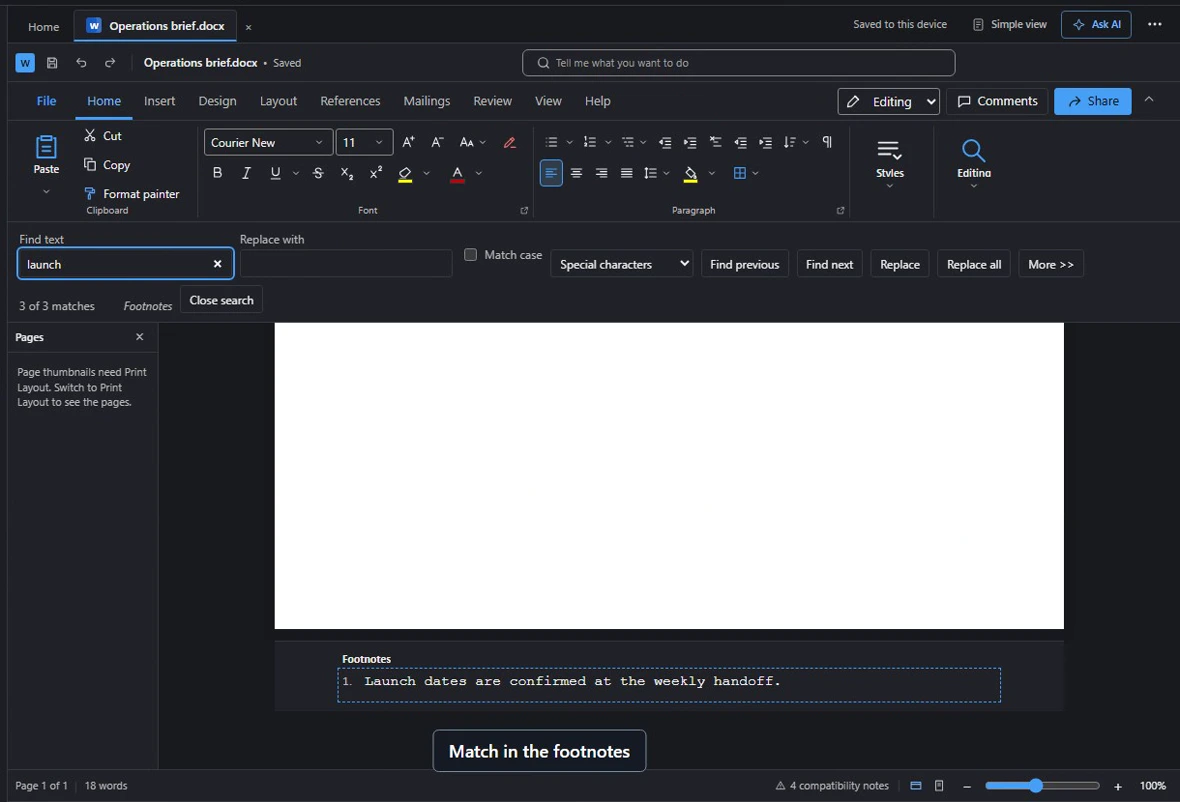 Home
Operations brief.docx
Saved to this device
Simple view
Ask AI
Operations brief.docx • Saved
Tell me what you want to do
File
Home
Insert
Design
Layout
References
Mailings
Review
View
Help
Editing
Comments
Share
Paste
Cut
Copy
Format painter
Clipboard
Courier New
11
Font
Paragraph
Styles
Editing
Find text
Replace with
launch
Match case
Special characters
Find previous
Find next
Replace
Replace all
More >>
3 of 3 matches
Footnotes
Close search
Pages
Page thumbnails need Print
Layout. Switch to Print
Layout to see the pages.
Footnotes
1. Launch dates are confirmed at the weekly handoff.
Match in the footnotes
Page 1 of 1
18 words
4 compatibility notes
100%